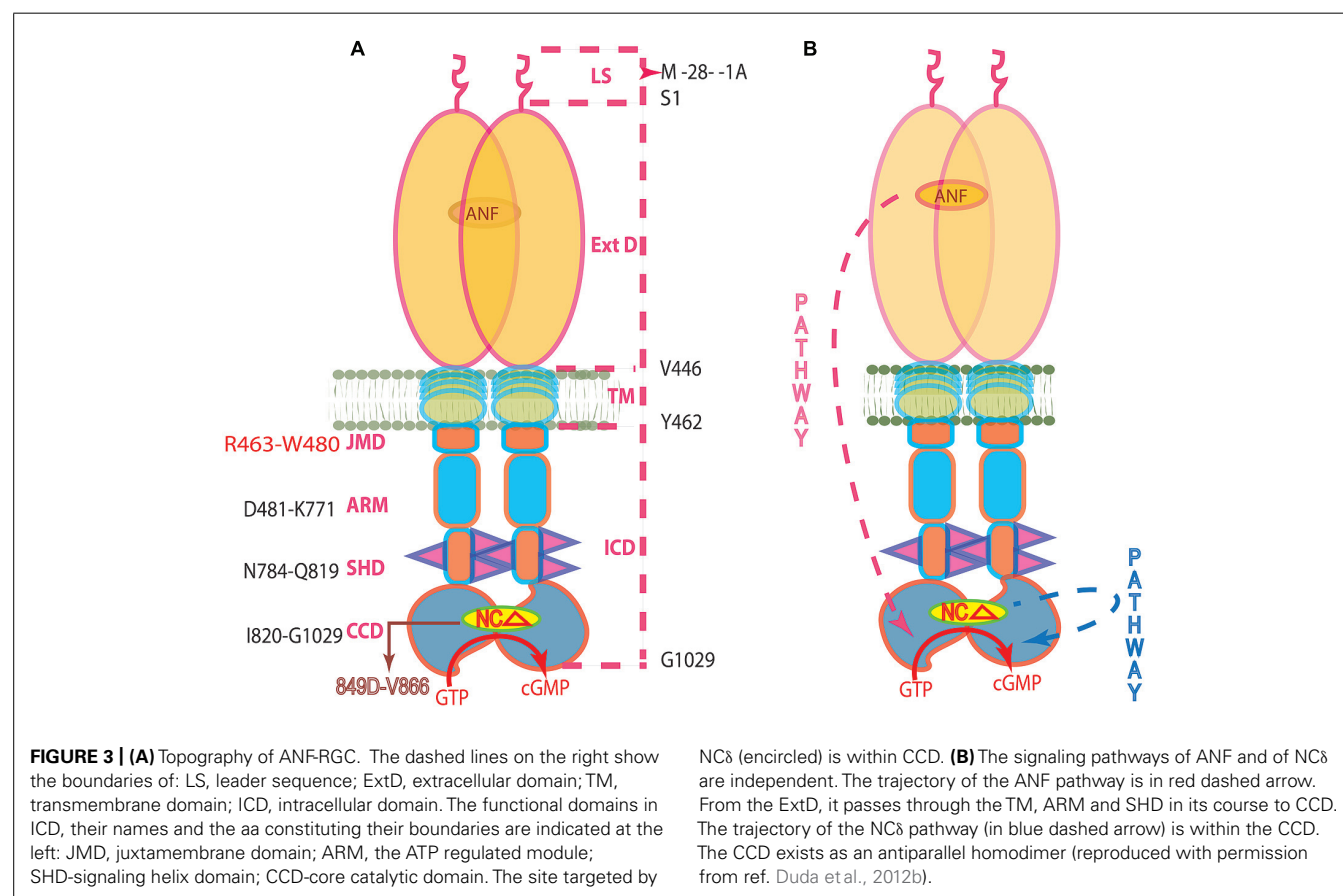 A
LS
M -28- -1A
S1
ANF
Ext D
V446
TM
Y462
R463-W480 JMD
D481-K771 ARM
ICD
N784-Q819 SHD
NC△
I820-G1029 CCD
G1029
849D-V866
GTP
cGMP
B
ANF
PATHWAY
PATHWAY
NC△
GTP
cGMP
FIGURE 3 | (A) Topography of ANF-RGC. The dashed lines on the right show
the boundaries of: LS, leader sequence; ExtD, extracellular domain; TM,
transmembrane domain; ICD, intracellular domain. The functional domains in
ICD, their names and the aa constituting their boundaries are indicated at the
left: JMD, juxtamembrane domain; ARM, the ATP regulated module;
SHD-signaling helix domain; CCD-core catalytic domain. The site targeted by
NCδ (encircled) is within CCD. (B) The signaling pathways of ANF and of NCδ
are independent. The trajectory of the ANF pathway is in red dashed arrow.
From the ExtD, it passes through the TM, ARM and SHD in its course to CCD.
The trajectory of the NCδ pathway (in blue dashed arrow) is within the CCD.
The CCD exists as an antiparallel homodimer (reproduced with permission
from ref. Duda et al., 2012b).